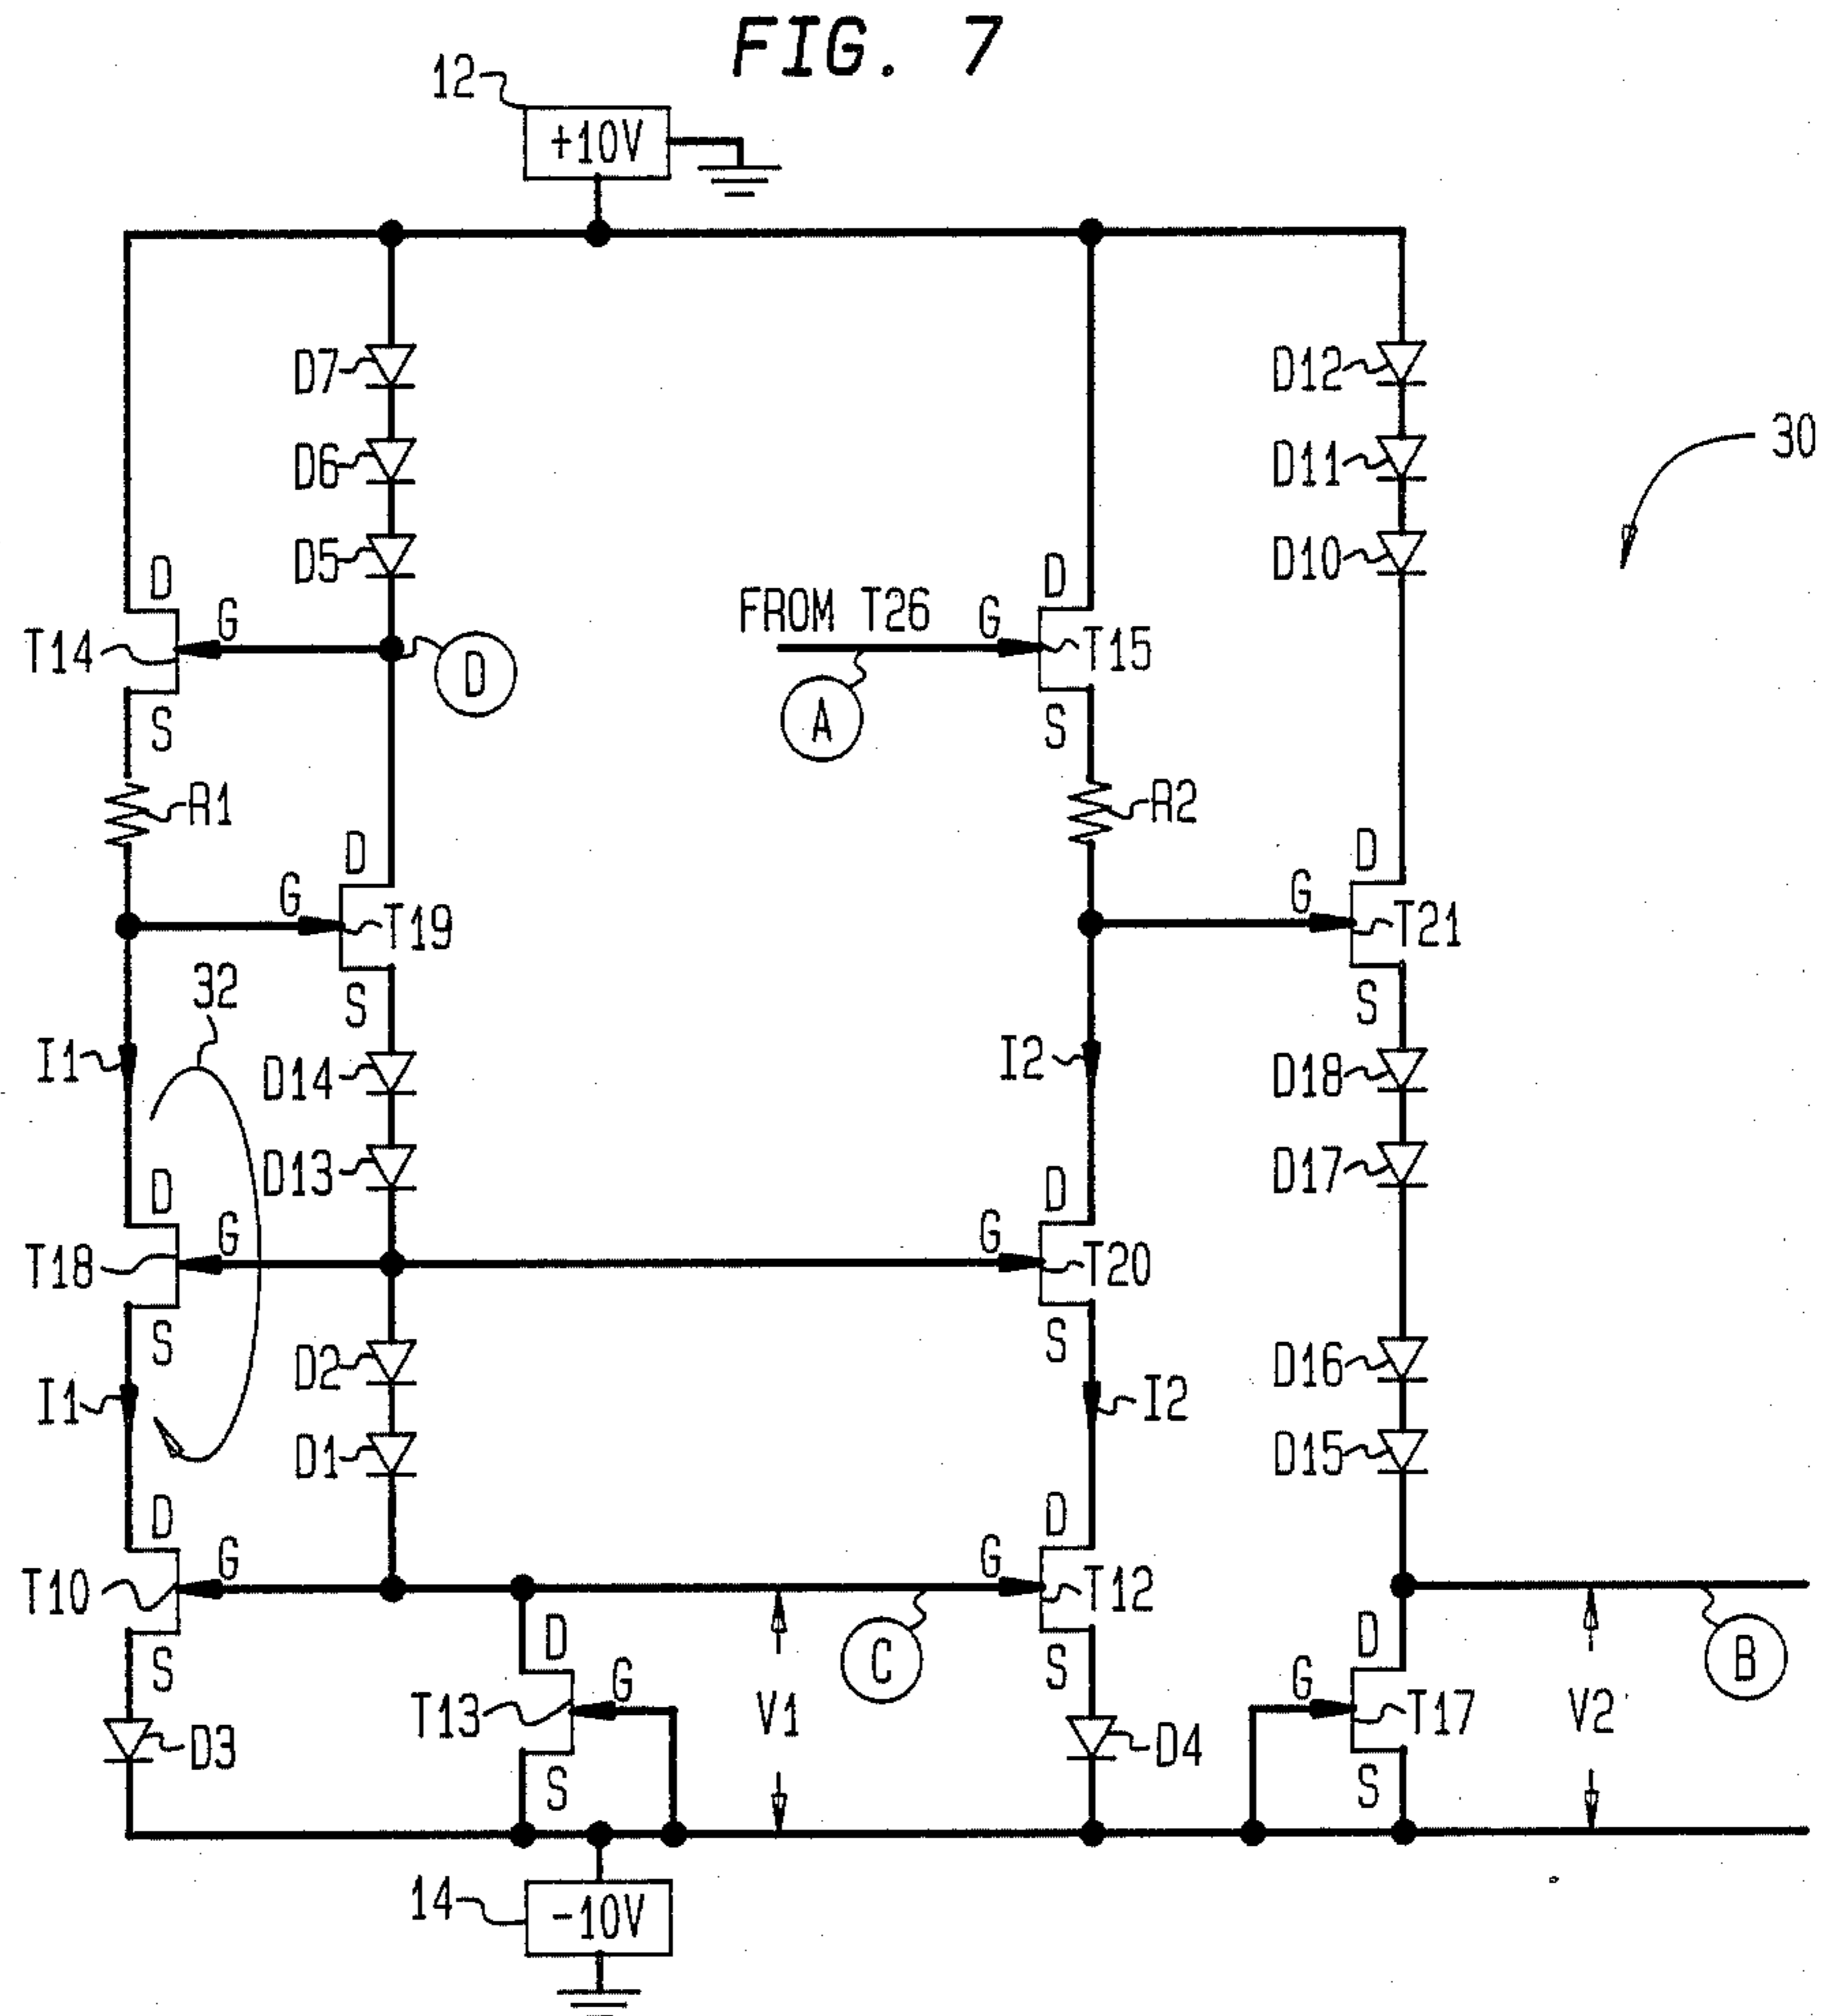 FIG. 7
12
+10V
D7
D12
D6
D11
30
D5
D10
D
D
FROM T26
G
G
T14
T15
D
A
S
S
R1
R2
D
D
G
G
T19
T21
32
S
S
I1
I2
D14
D18
D13
D17
D
D
G
G
T18
T20
S
S
D2
D16
I1
I2
D1
D15
D
D
G
G
T10
T12
D
D
S
C
S
B
G
G
T13
V1
T17
V2
D3
D4
S
S
14
-10V